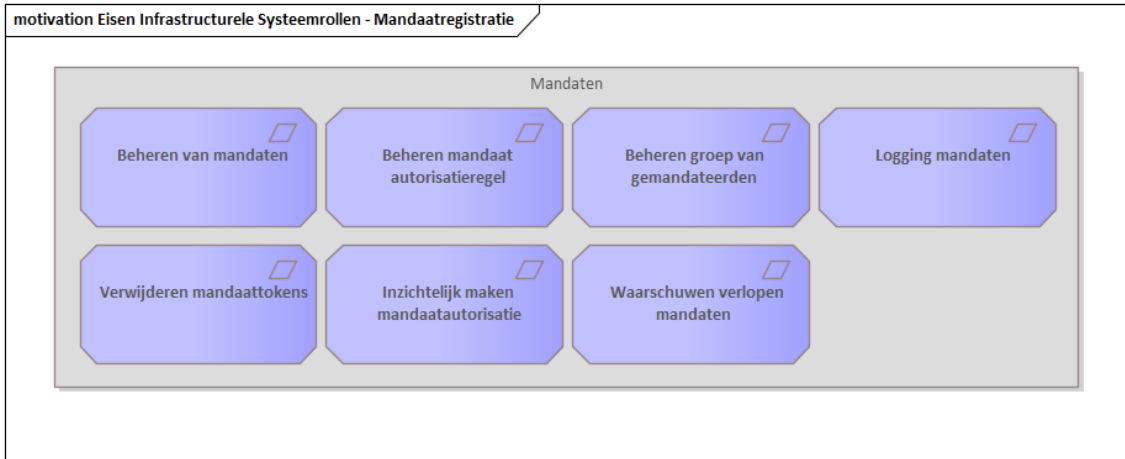 motivation Eisen Infrastructurele Systeemrollen - Mandaatregistratie
Mandaten
Beheren van mandaten
Beheren mandaat
autorisatieregel
Beheren groep van
gemandateerden
Logging mandaten
Verwijderen mandaattokens
Inzichtelijk maken
mandaatautorisatie
Waarschuwen verlopen
mandaten